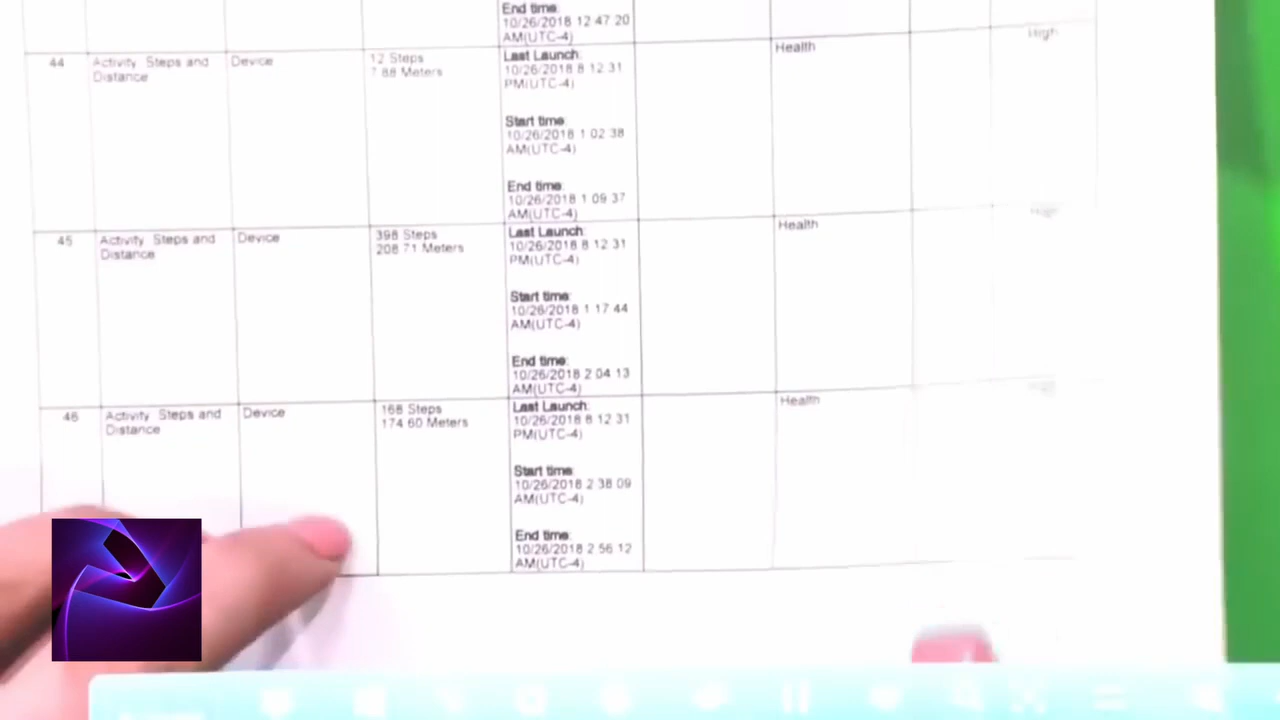 End time:
10/26/2018 12 47 20
AM(UTC-4)
44
Activity Steps and
Distance
Device
12 Steps
7 88 Meters
Last Launch:
10/26/2018 8 12 31
PM(UTC-4)
Start time:
10/26/2018 1 02 38
AM(UTC-4)
End time:
10/26/2018 1 09 37
AM(UTC-4)
Health
High
45
Activity Steps and
Distance
Device
398 Steps
208 71 Meters
Last Launch:
10/26/2018 8 12 31
PM(UTC-4)
Start time:
10/26/2018 1 17 44
AM(UTC-4)
End time:
10/26/2018 2 04 13
AM(UTC-4)
Health
High
46
Activity Steps and
Distance
Device
168 Steps
174 60 Meters
Last Launch:
10/26/2018 8 12 31
PM(UTC-4)
Start time:
10/26/2018 2 38 09
AM(UTC-4)
End time:
10/26/2018 2 56 12
AM(UTC-4)
Health
High